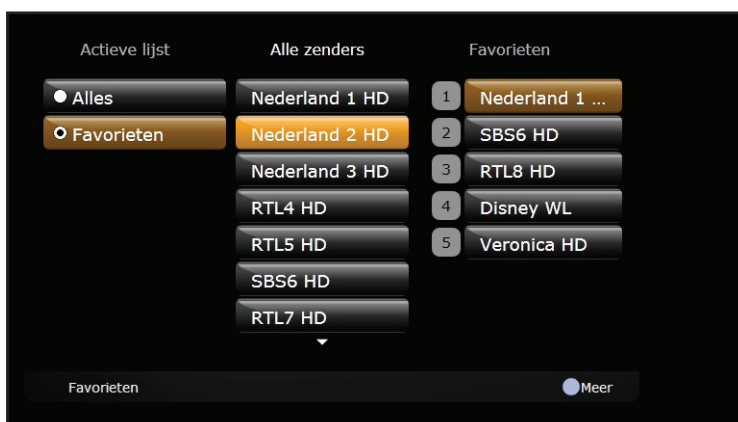 Actieve lijst
Alles
Favorieten
Alle zenders
Nederland 1 HD
Nederland 2 HD
Nederland 3 HD
RTL4 HD
RTL5 HD
SBS6 HD
RTL7 HD
Favorieten
1 Nederland 1 ...
2 SBS6 HD
3 RTL8 HD
4 Disney WL
5 Veronica HD
Favorieten
Meer